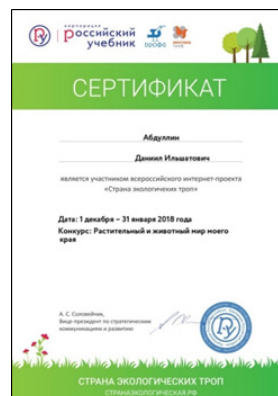 корпорация
российский
учебник
дрофа
СЕРТИФИКАТ
Абдуллин
Даниил Ильшатович
является участником всероссийского интернет-проекта
«Страна экологических троп»
Дата: 1 декабря – 31 января 2018 года
Конкурс: Растительный и животный мир моего
края
А. С. Соловейчик,
Вице-президент по стратегическим
коммуникациям и развитию
СТРАНА ЭКОЛОГИЧЕСКИХ ТРОП
СТРАНАЭКОЛОГИЧЕСКАЯ.РФ